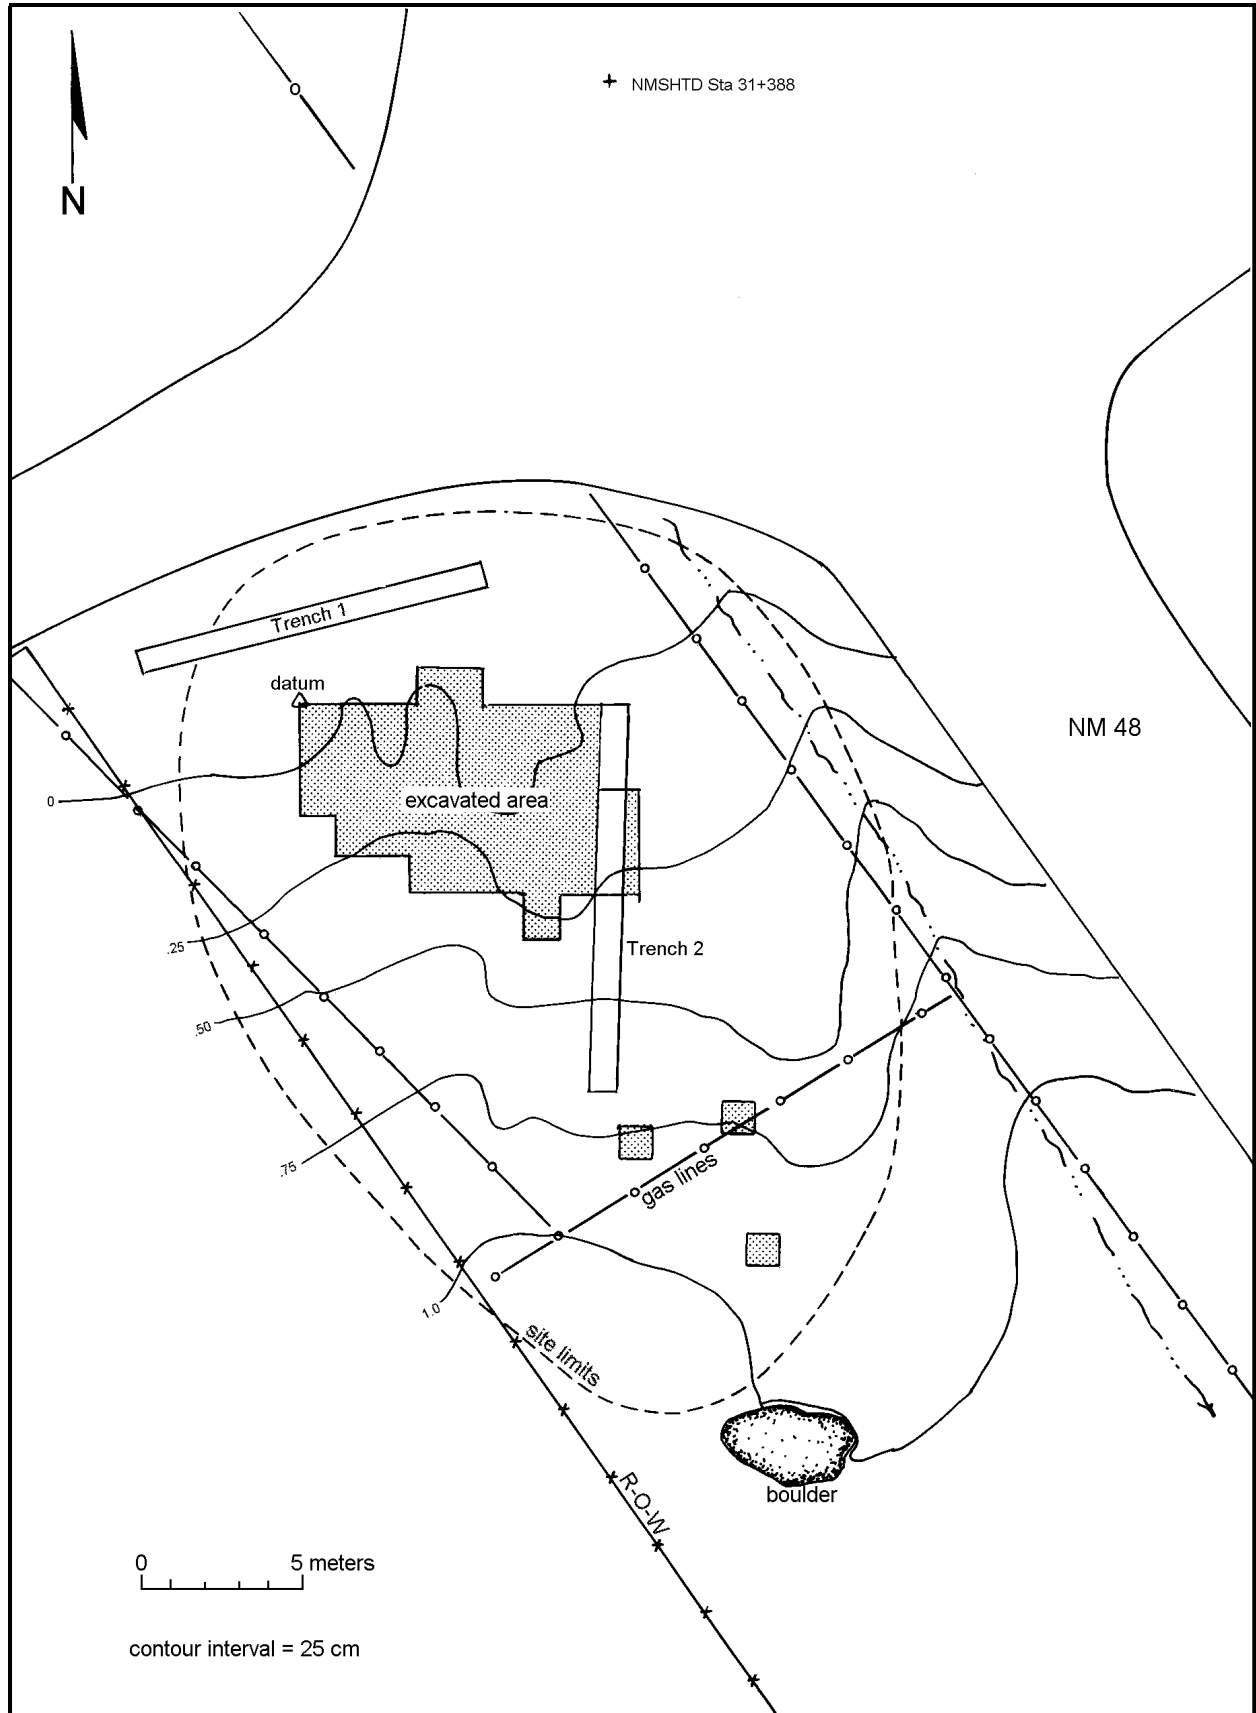 NMSHTD Sta 31+388
N
Trench 1
datum
NM 48
0
excavated area
.25
Trench 2
.50
.75
gas lines
1.0
site limits
R-O-W
boulder
0 5 meters
contour interval = 25 cm